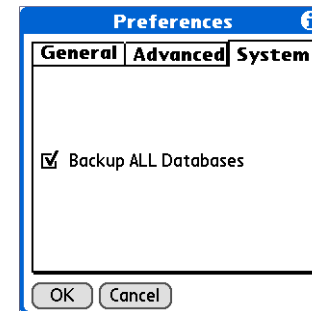 Preferences
General Advanced System
Backup ALL Databases
OK Cancel